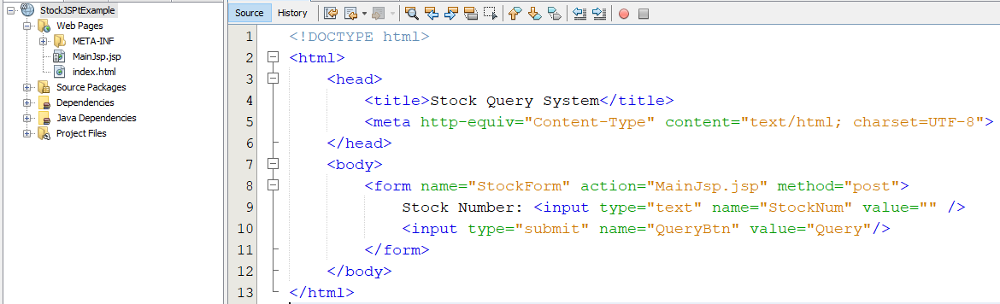 StockJSPtExample
Web Pages
META-INF
MainJsp.jsp
index.html
Source Packages
Dependencies
Java Dependencies
Project Files
Source History
1 <!DOCTYPE html>
2 <html>
3 <head>
4 <title>Stock Query System</title>
5 <meta http-equiv="Content-Type" content="text/html; charset=UTF-8">
6 </head>
7 <body>
8 <form name="StockForm" action="MainJsp.jsp" method="post">
9 Stock Number: <input type="text" name="StockNum" value="" />
10 <input type="submit" name="QueryBtn" value="Query"/>
11 </form>
12 </body>
13 </html>